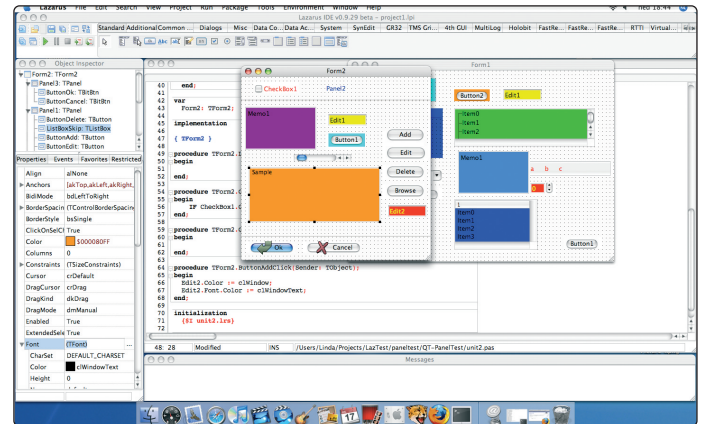 Lazarus File Edit Search View Project Run Package Tools Environment Window Help ned 18.44
Lazarus IDE v0.9.29 beta - project1.lpi
Standard Additional Common ... Dialogs Misc Data Co... Data Ac... System SynEdit GR32 TMS Gri... 4th GUI MultiLog Holobit FastRe... FastRe... FastRe... RTTI Virtual...
Object Inspector
Form2: TForm2
Panel3: TPanel
ButtonOk: TBitBtn
ButtonCancel: TBitBtn
Panel1: TPanel
ButtonDelete: TButton
ListBoxSkip: TListBox
ButtonAdd: TButton
ButtonEdit: TButton
Properties Events Favorites Restricted
Align alNone
Anchors [akTop,akLeft,akRight,
BidiMode bdLeftToRight
BorderSpacin (TControlBorderSpacing
BorderStyle bsSingle
ClickOnSelCl True
Color $000080FF
Columns 0
Constraints (TSizeConstraints)
Cursor crDefault
DragCursor crDrag
DragKind dkDrag
DragMode dmManual
Enabled True
ExtendedSele True
Font (TFont) ...
CharSet DEFAULT_CHARSET
Color clWindowText
Height 0
40 end;
41
42 var
43 Form2: TForm2;
44
45 implementation
46
47 { TForm2 }
48
49 procedure TForm2.
50 begin
51
52 end;
53
54 procedure TForm2.
55 begin
56 IF CheckBox1.
57 end;
58
59 procedure TForm2.
60 begin
61
62 end;
63
64 procedure TForm2.ButtonAddClick(Sender: TObject);
65 begin
66 Edit2.Color := clWindow;
67 Edit2.Font.Color := clWindowText;
68 end;
69
70 initialization
71 {$I unit2.lrs}
72
48: 28 Modified INS /Users/Linda/Projects/LazTest/paneltest/QT-PanelTest/unit2.pas
Messages
Form2
CheckBox1 Panel2
Memo1
Edit1
Button1
Add
Edit
Delete
Browse
Sample
Edit2
Ok
Cancel
Form1
Button2
Edit1
Item0
Item1
Item2
Memo1
a b c
0
1
Item0
Item1
Item2
Item3
Button1
17